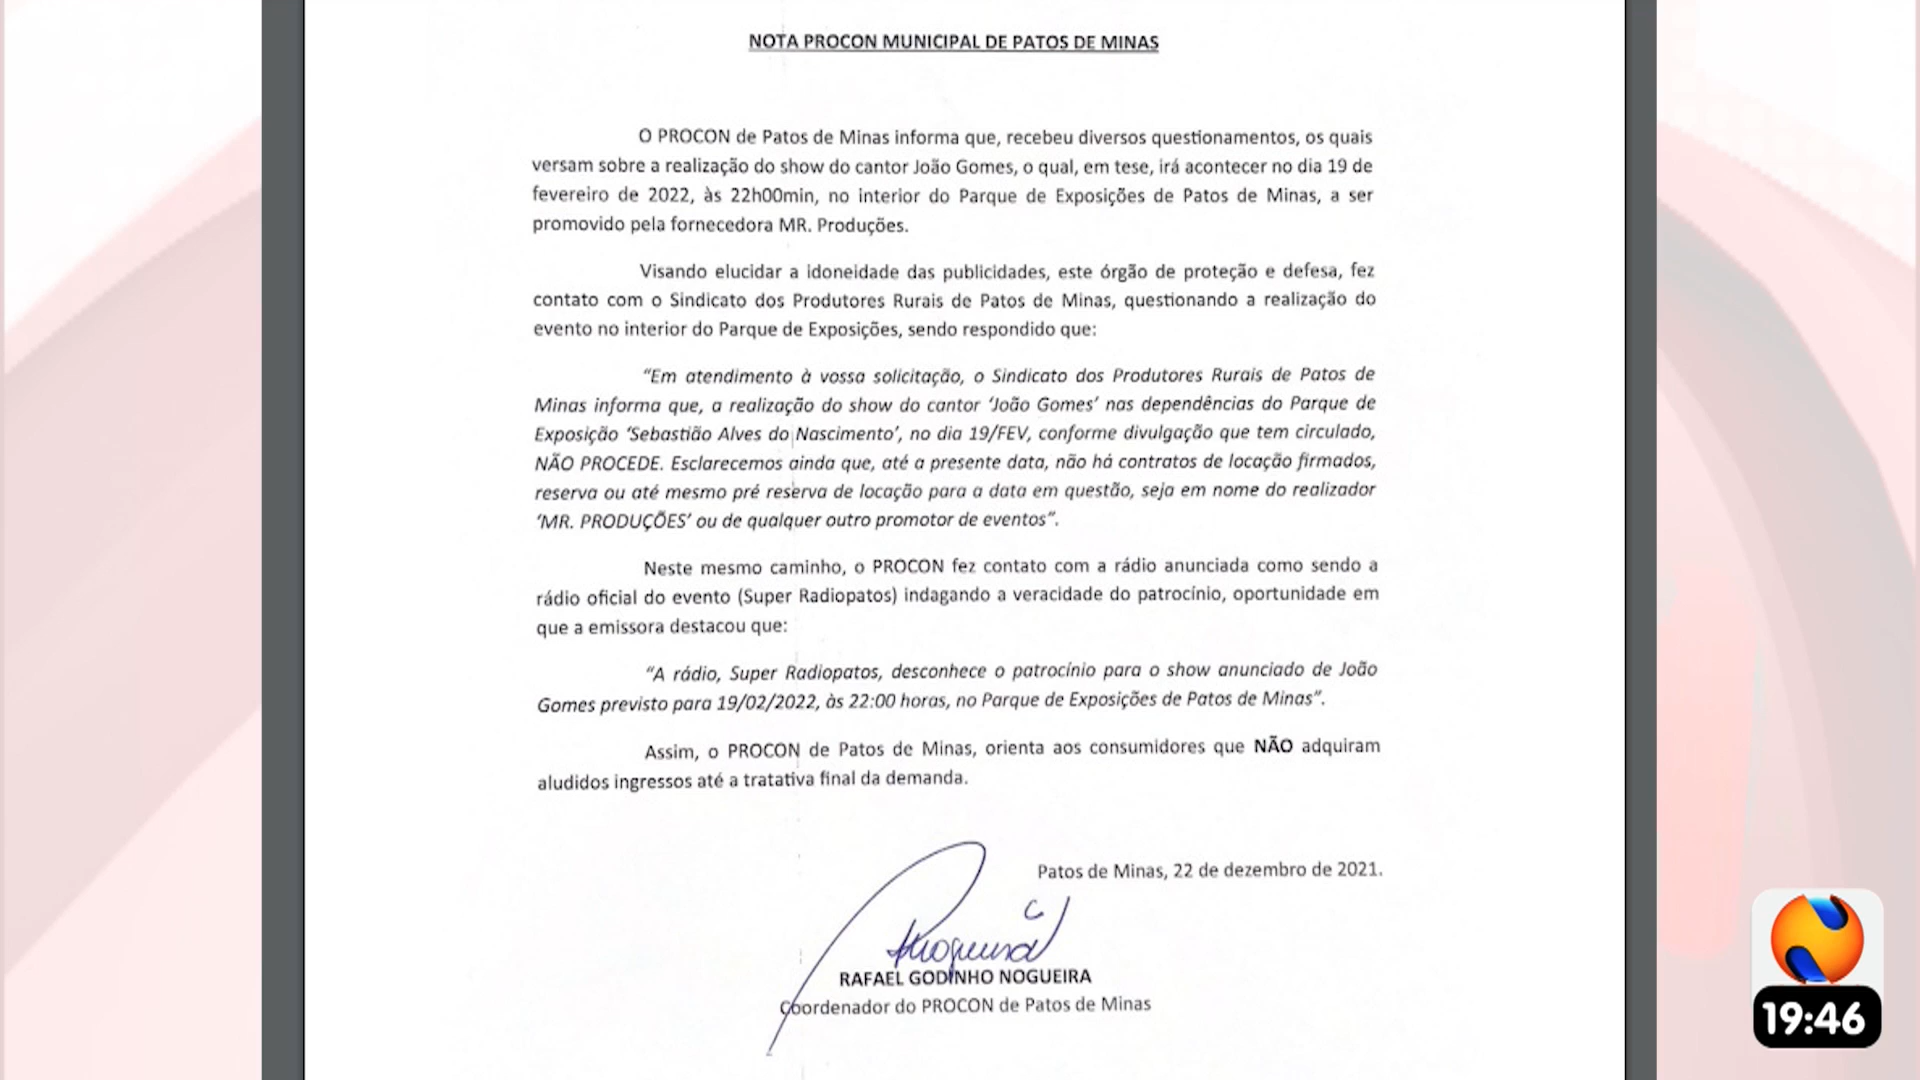 NOTA PROCON MUNICIPAL DE PATOS DE MINAS
O PROCON de Patos de Minas informa que, recebeu diversos questionamentos, os quais
versam sobre a realização do show do cantor João Gomes, o qual, em tese, irá acontecer no dia 19 de
fevereiro de 2022, às 22h00min, no interior do Parque de Exposições de Patos de Minas, a ser
promovido pela fornecedora MR. Produções.
Visando elucidar a idoneidade das publicidades, este órgão de proteção e defesa, fez
contato com o Sindicato dos Produtores Rurais de Patos de Minas, questionando a realização do
evento no interior do Parque de Exposições, sendo respondido que:
“Em atendimento à vossa solicitação, o Sindicato dos Produtores Rurais de Patos de
Minas informa que, a realização do show do cantor ‘João Gomes’ nas dependências do Parque de
Exposição ‘Sebastião Alves do Nascimento’, no dia 19/FEV, conforme divulgação que tem circulado,
NÃO PROCEDE. Esclarecemos ainda que, até a presente data, não há contratos de locação firmados,
reserva ou até mesmo pré reserva de locação para a data em questão, seja em nome do realizador
‘MR. PRODUÇÕES’ ou de qualquer outro promotor de eventos”.
Neste mesmo caminho, o PROCON fez contato com a rádio anunciada como sendo a
rádio oficial do evento (Super Radiopatos) indagando a veracidade do patrocínio, oportunidade em
que a emissora destacou que:
“A rádio, Super Radiopatos, desconhece o patrocínio para o show anunciado de João
Gomes previsto para 19/02/2022, às 22:00 horas, no Parque de Exposições de Patos de Minas”.
Assim, o PROCON de Patos de Minas, orienta aos consumidores que NÃO adquiram
aludidos ingressos até a tratativa final da demanda.
Patos de Minas, 22 de dezembro de 2021.
Nogueira
RAFAEL GODINHO NOGUEIRA
Coordenador do PROCON de Patos de Minas
19:46